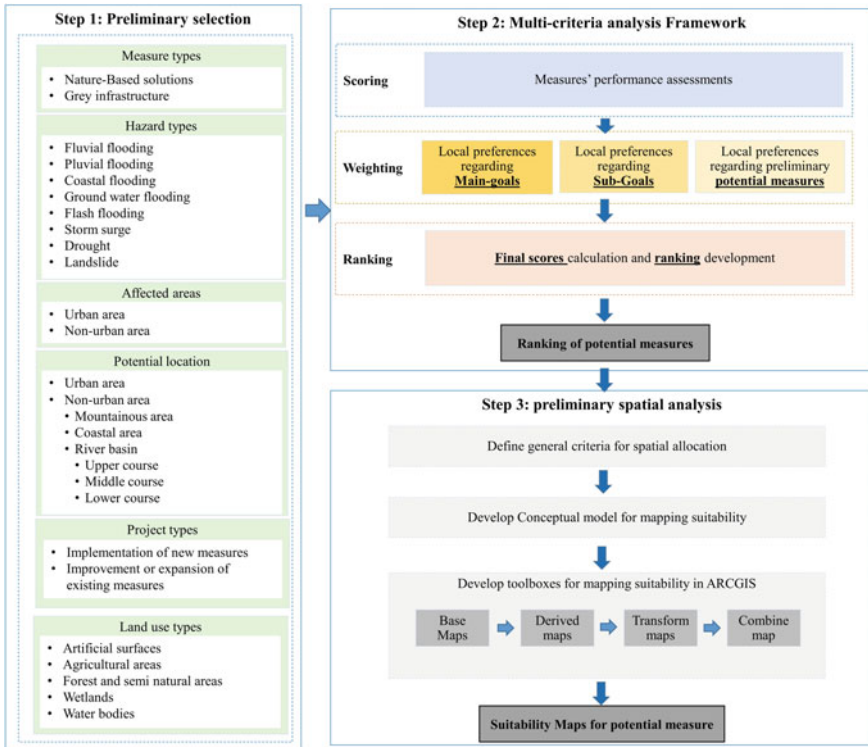 Step 1: Preliminary selection
Measure types
• Nature-Based solutions
• Grey infrastructure
Hazard types
• Fluvial flooding
• Pluvial flooding
• Coastal flooding
• Ground water flooding
• Flash flooding
• Storm surge
• Drought
• Landslide
Affected areas
• Urban area
• Non-urban area
Potential location
• Urban area
• Non-urban area
• Mountainous area
• Coastal area
• River basin
• Upper course
• Middle course
• Lower course
Project types
• Implementation of new measures
• Improvement or expansion of
existing measures
Land use types
• Artificial surfaces
• Agricultural areas
• Forest and semi natural areas
• Wetlands
• Water bodies
Step 2: Multi-criteria analysis Framework
Scoring
Measures' performance assessments
Weighting
Local preferences
regarding
Main-goals
Local preferences
regarding
Sub-Goals
Local preferences
regarding preliminary
potential measures
Ranking
Final scores calculation and ranking development
Ranking of potential measures
Step 3: preliminary spatial analysis
Define general criteria for spatial allocation
Develop Conceptual model for mapping suitability
Develop toolboxes for mapping suitability in ARCGIS
Base
Maps
Derived
maps
Transform
maps
Combine
map
Suitability Maps for potential measure